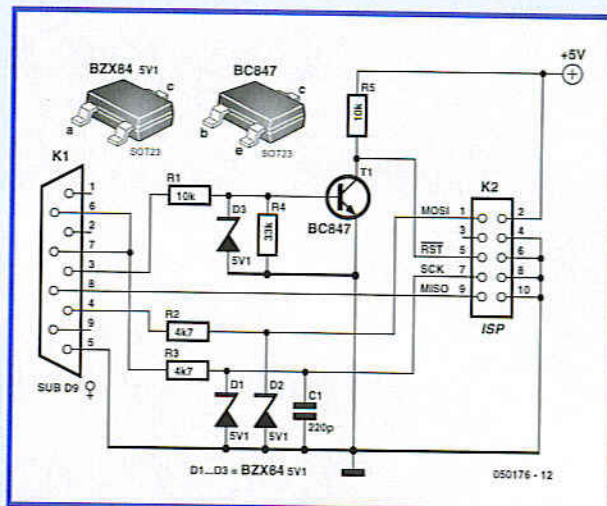 BZX84 5V1
BC847
c
c
a
b
e
SOT23
SOT23
+5V
R5
10k
K1
T1
K2
1
6
2
7
3
8
4
9
5
R1
10k
D3
5V1
R4
33k
BC847
MOSI
RST
SCK
MISO
1
3
5
7
9
2
4
6
8
10
ISP
R2
4k7
R3
4k7
D1
5V1
D2
5V1
C1
220p
SUB D9 ♀
D1...D3 = BZX84 5V1
050176 - 12